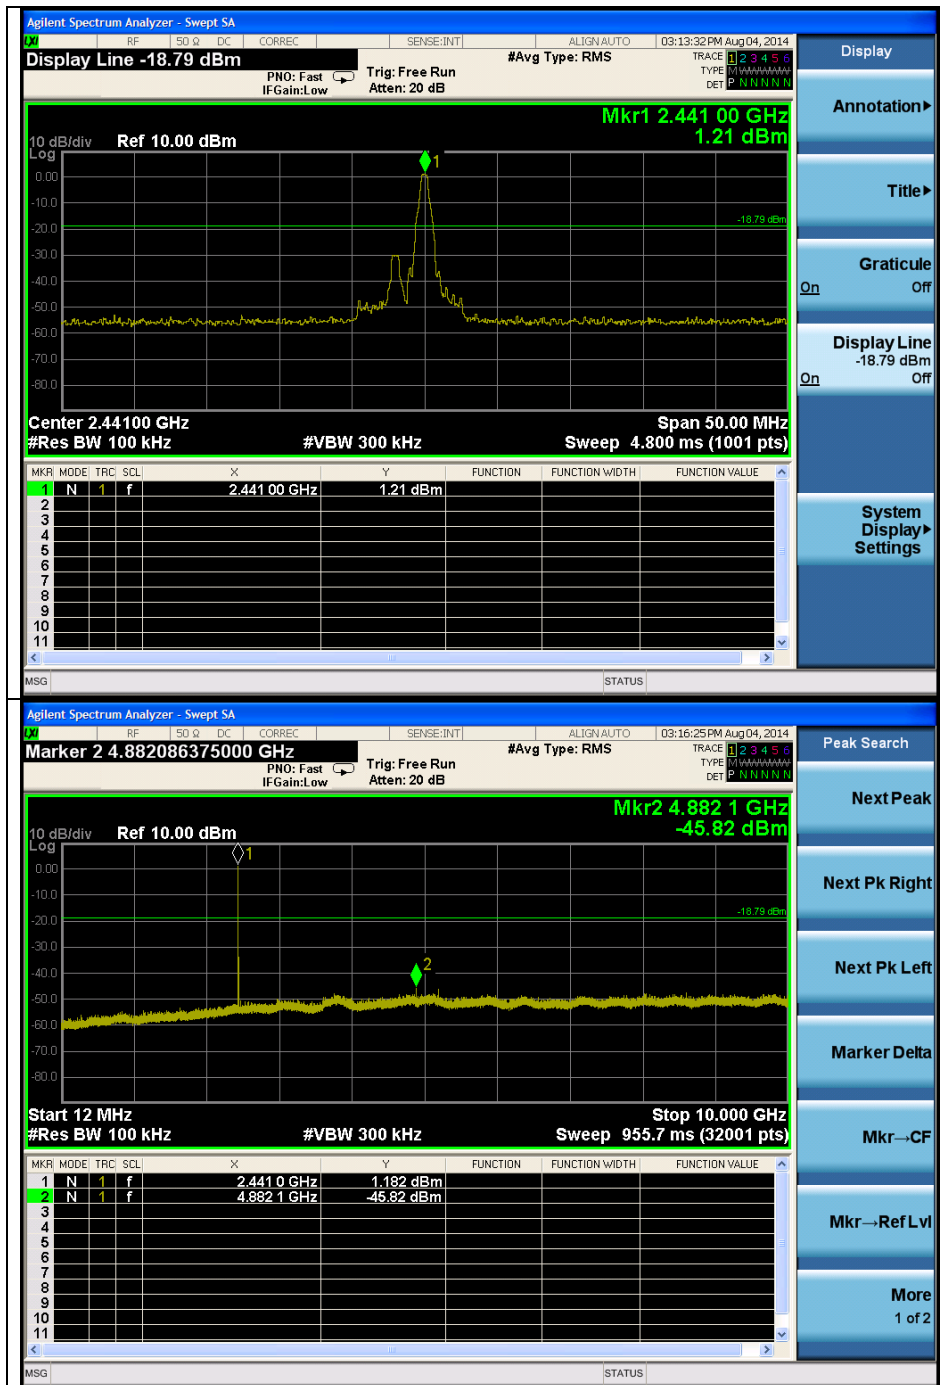 Agilent Spectrum Analyzer - Swept SA
LXI RF 50 Ω DC CORREC SENSE:INT ALIGN AUTO 03:13:32 PM Aug 04, 2014
Display Line -18.79 dBm
PNO: Fast
IFGain:Low
Trig: Free Run
Atten: 20 dB
#Avg Type: RMS
TRACE 1 2 3 4 5 6
TYPE M
DET P N N N N N
Mkr1 2.441 00 GHz
1.21 dBm
10 dB/div Ref 10.00 dBm
Log
1
0.00
-10.0
-18.79 dBm
-20.0
-30.0
-40.0
-50.0
-60.0
-70.0
-80.0
Center 2.44100 GHz Span 50.00 MHz
#Res BW 100 kHz #VBW 300 kHz Sweep 4.800 ms (1001 pts)
MKR MODE TRC SCL X Y FUNCTION FUNCTION WIDTH FUNCTION VALUE
1 N 1 f 2.441 00 GHz 1.21 dBm
2
3
4
5
6
7
8
9
10
11
MSG STATUS
Display
Annotation
Title
Graticule
On Off
Display Line
-18.79 dBm
On Off
System
Display
Settings
Agilent Spectrum Analyzer - Swept SA
LXI RF 50 Ω DC CORREC SENSE:INT ALIGN AUTO 03:16:25 PM Aug 04, 2014
Marker 2 4.882086375000 GHz
PNO: Fast
IFGain:Low
Trig: Free Run
Atten: 20 dB
#Avg Type: RMS
TRACE 1 2 3 4 5 6
TYPE M
DET P N N N N N
Mkr2 4.882 1 GHz
-45.82 dBm
10 dB/div Ref 10.00 dBm
Log
1
0.00
-10.0
-18.79 dBm
-20.0
-30.0
2
-40.0
-50.0
-60.0
-70.0
-80.0
Start 12 MHz Stop 10.000 GHz
#Res BW 100 kHz #VBW 300 kHz Sweep 955.7 ms (32001 pts)
MKR MODE TRC SCL X Y FUNCTION FUNCTION WIDTH FUNCTION VALUE
1 N 1 f 2.441 0 GHz 1.182 dBm
2 N 1 f 4.882 1 GHz -45.82 dBm
3
4
5
6
7
8
9
10
11
MSG STATUS
Peak Search
Next Peak
Next Pk Right
Next Pk Left
Marker Delta
Mkr→CF
Mkr→Ref Lvl
More
1 of 2